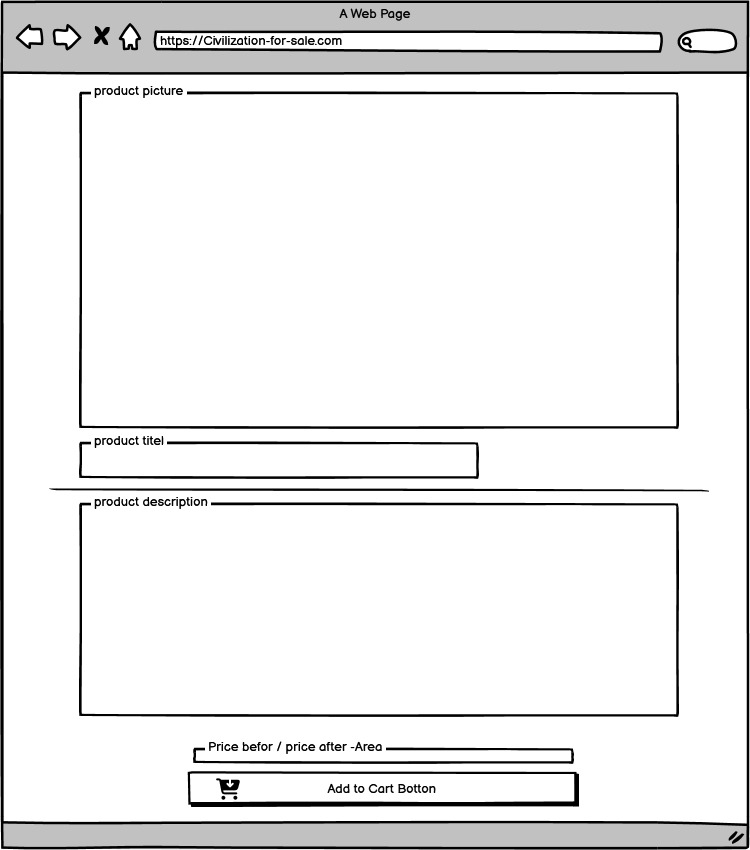 A Web Page
https://Civilization-for-sale.com
product picture
product titel
product description
Price befor / price after -Area
Add to Cart Botton